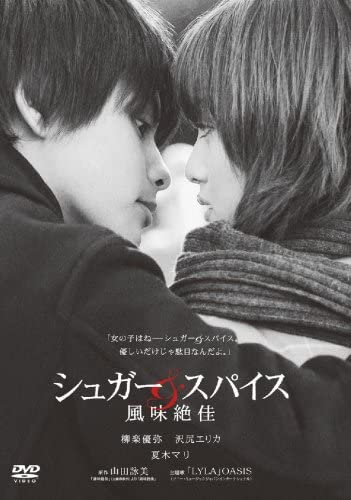 「女の子はね──シュガー&スパイス。
優しいだけじゃ駄目なんだよ。」
シュガー&スパイス
風味絶佳
柳楽優弥 沢尻エリカ
夏木マリ
原作 山田詠美 主題歌「LYLA」OASIS
DVD
VIDEO